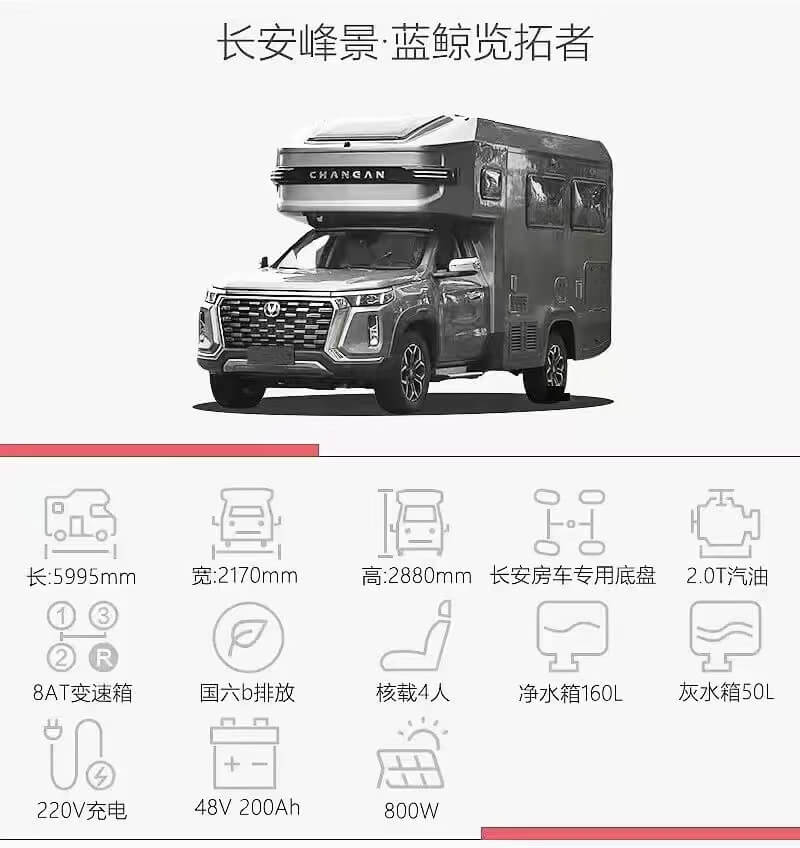 长安峰景·蓝鲸览拓者
CHANGAN
长:5995mm
宽:2170mm
高:2880mm
长安房车专用底盘
2.0T汽油
1 3
2 R
8AT变速箱
国六b排放
核载4人
净水箱160L
灰水箱50L
220V充电
48V 200Ah
800W